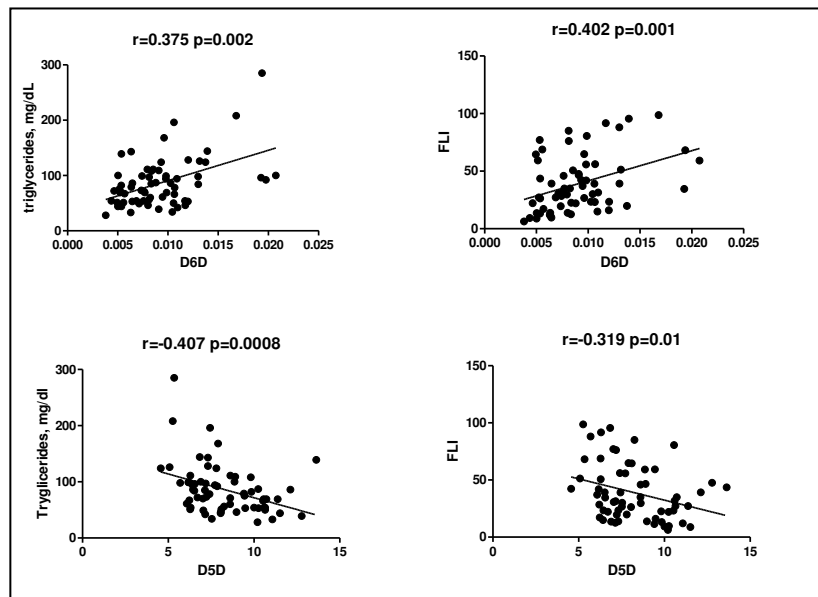 r=0.375 p=0.002
triglycerides, mg/dL
300
200
100
0
0.000 0.005 0.010 0.015 0.020 0.025
D6D
r=0.402 p=0.001
FLI
150
100
50
0
0.000 0.005 0.010 0.015 0.020 0.025
D6D
r=-0.407 p=0.0008
Tryglicerides, mg/dl
300
200
100
0
0 5 10 15
D5D
r=-0.319 p=0.01
FLI
150
100
50
0
0 5 10 15
D5D